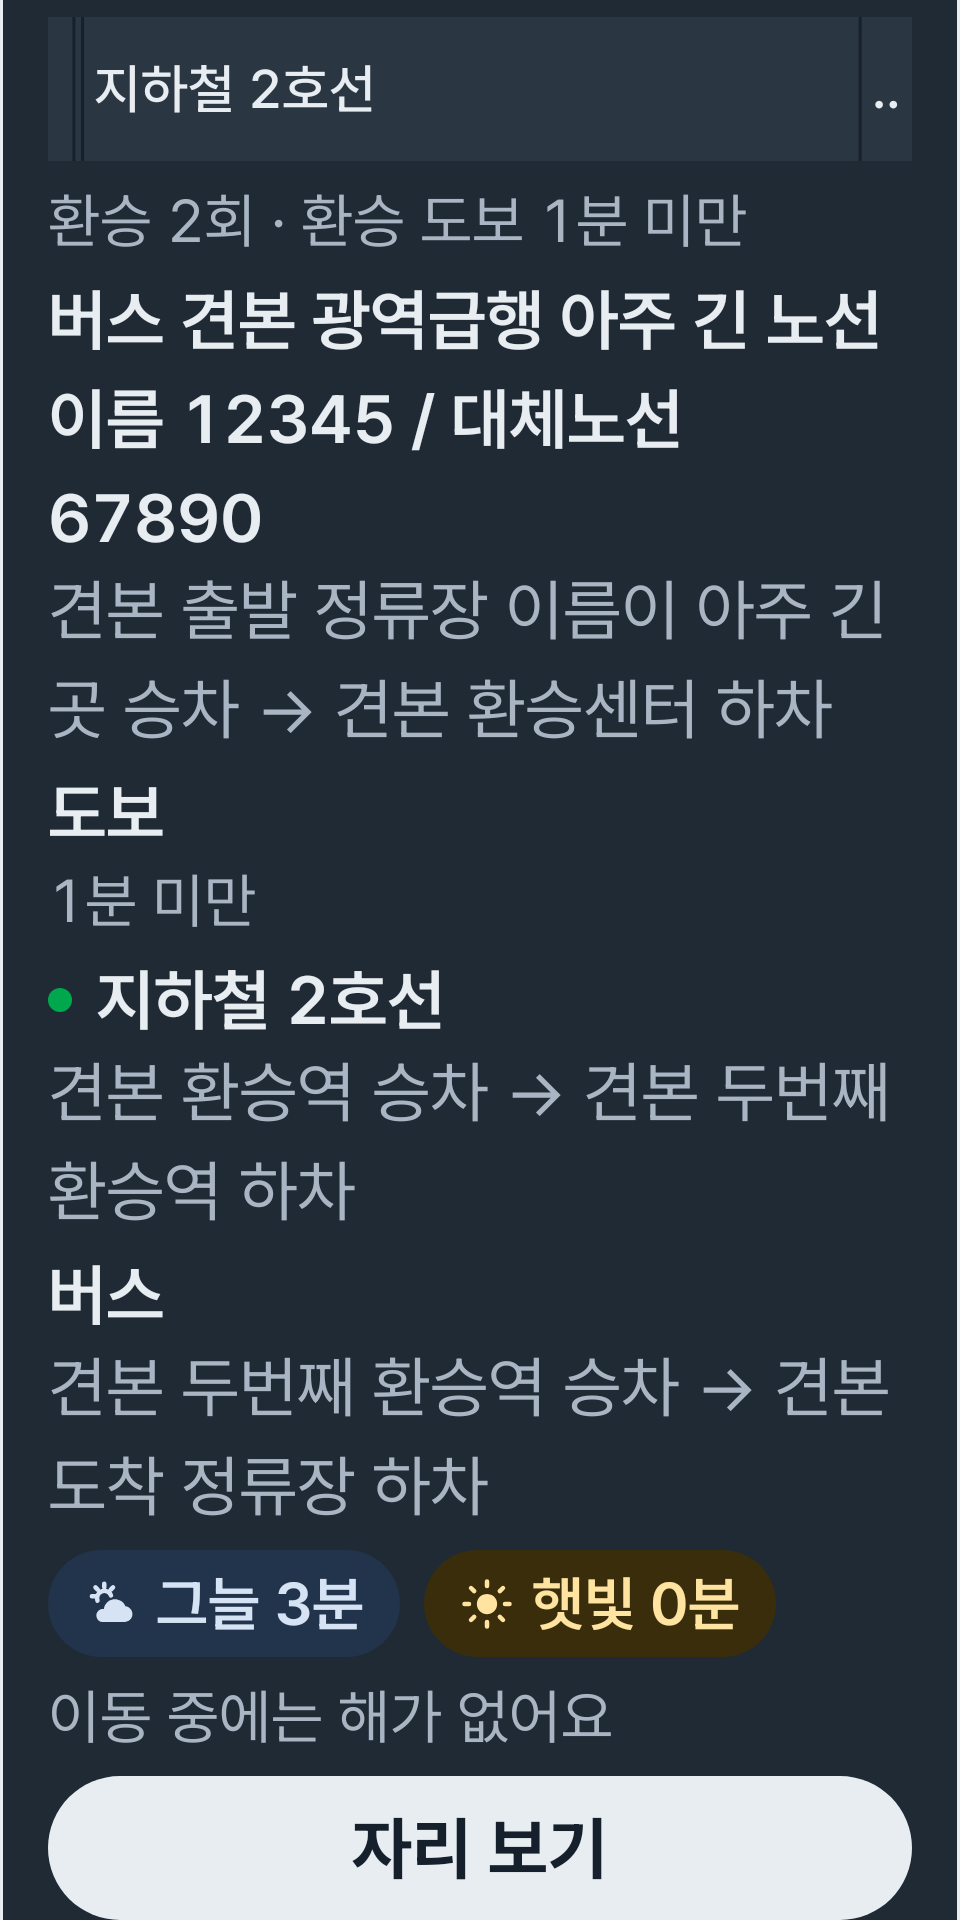 지하철 2호선
..
환승 2회 · 환승 도보 1분 미만
버스 견본 광역급행 아주 긴 노선
이름 12345 / 대체노선
67890
견본 출발 정류장 이름이 아주 긴
곳 승차 → 견본 환승센터 하차
도보
1분 미만
지하철 2호선
견본 환승역 승차 → 견본 두번째
환승역 하차
버스
견본 두번째 환승역 승차 → 견본
도착 정류장 하차
그늘 3분
햇빛 0분
이동 중에는 해가 없어요
자리 보기